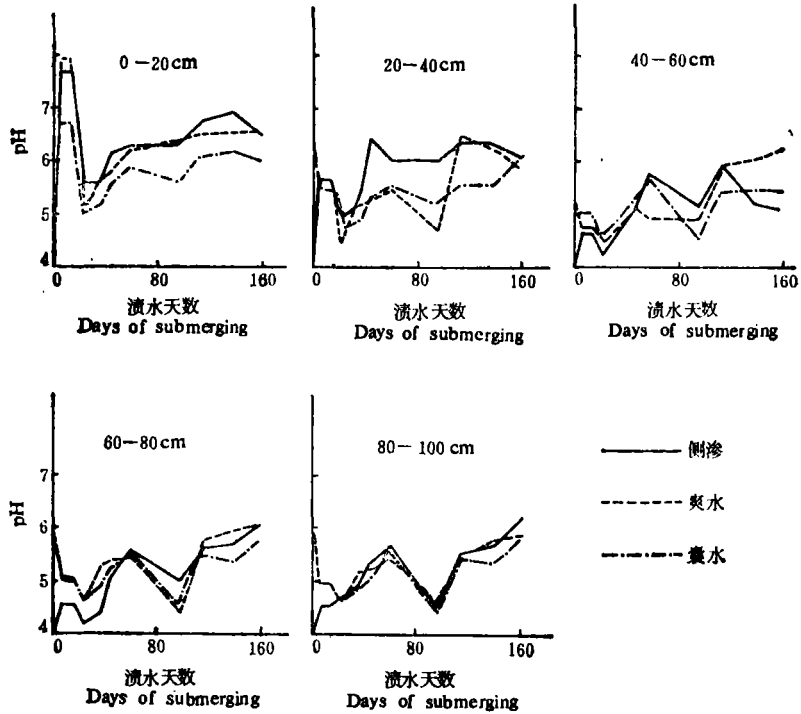 0-20cm
20-40cm
40-60cm
pH
7
6
5
4
0
80
160
0
80
160
0
80
160
渍水天数
Days of submerging
渍水天数
Days of submerging
渍水天数
Days of submerging
60-80cm
80-100cm
侧渗
爽水
囊水
pH
7
6
5
4
0
80
160
0
80
160
渍水天数
Days of submerging
渍水天数
Days of submerging